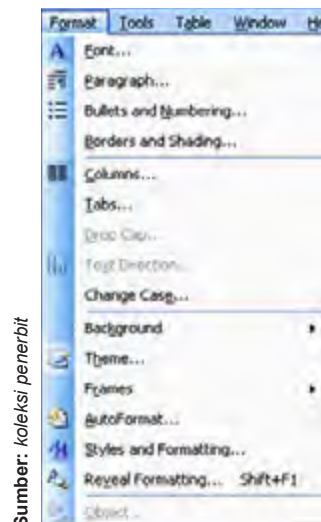 Format Tools Table Window He
Font...
Paragraph...
Bullets and Numbering...
Borders and Shading...
Columns...
Tabs...
Drop Cap...
Text Direction...
Change Case...
Background
Theme...
Frames
AutoFormat...
Styles and Formatting...
Reveal Formatting... Shift+F1
Object...
Sumber: koleksi penerbit